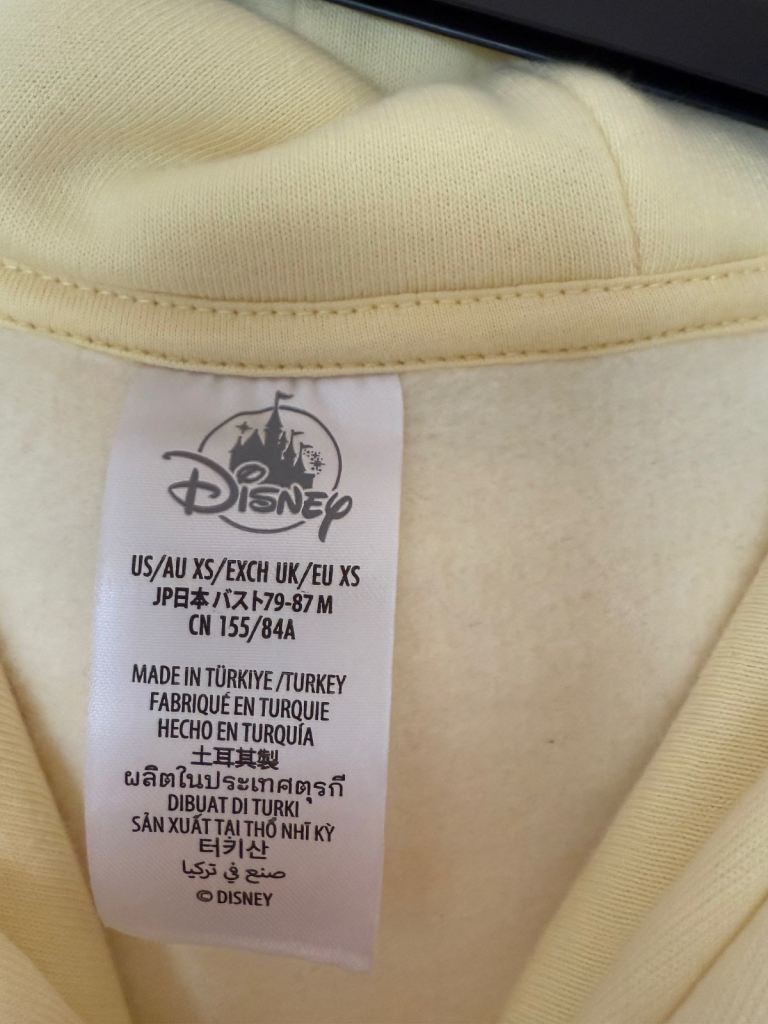 Disney
US/AU XS/EXCH UK/EU XS
JP日本 バスト79-87 M
CN 155/84A
MADE IN TÜRKİYE /TURKEY
FABRIQUÉ EN TURQUIE
HECHO EN TURQUÍA
土耳其製
ผลิตในประเทศตุรกี
DIBUAT DI TURKI
SẢN XUẤT TẠI THỔ NHĨ KỲ
터키산
صنع في تركيا
© DISNEY